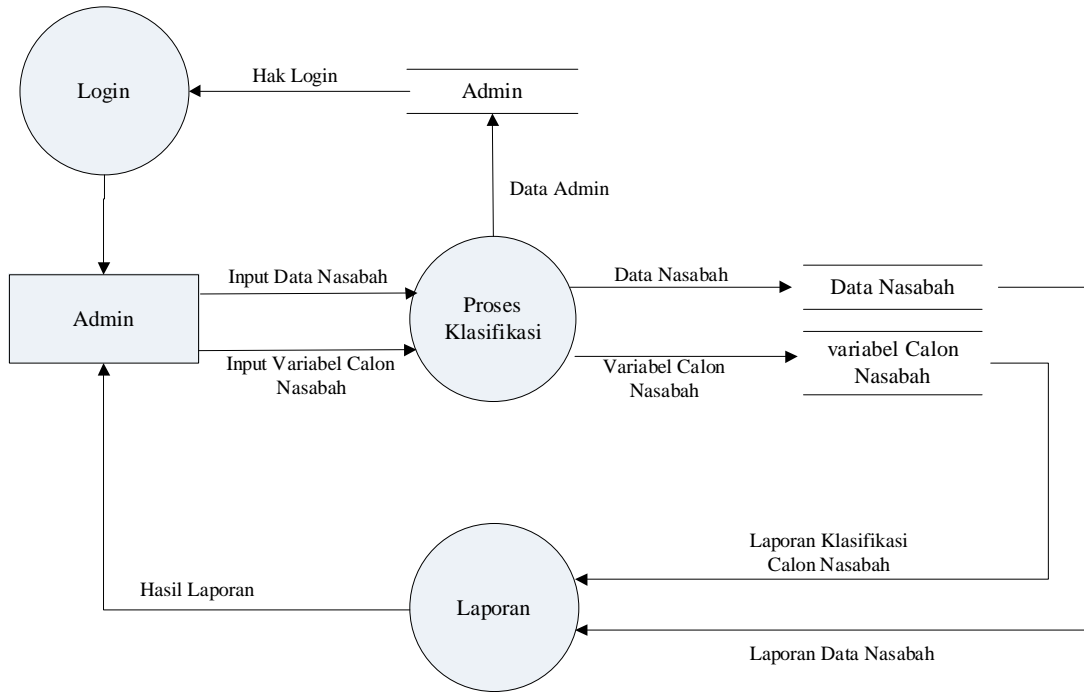 Hak Login
Login
Admin
Data Admin
Input Data Nasabah
Data Nasabah
Data Nasabah
Admin
Proses
Klasifikasi
Input Variabel Calon
Nasabah
Variabel Calon
Nasabah
variabel Calon
Nasabah
Laporan Klasifikasi
Calon Nasabah
Hasil Laporan
Laporan
Laporan Data Nasabah